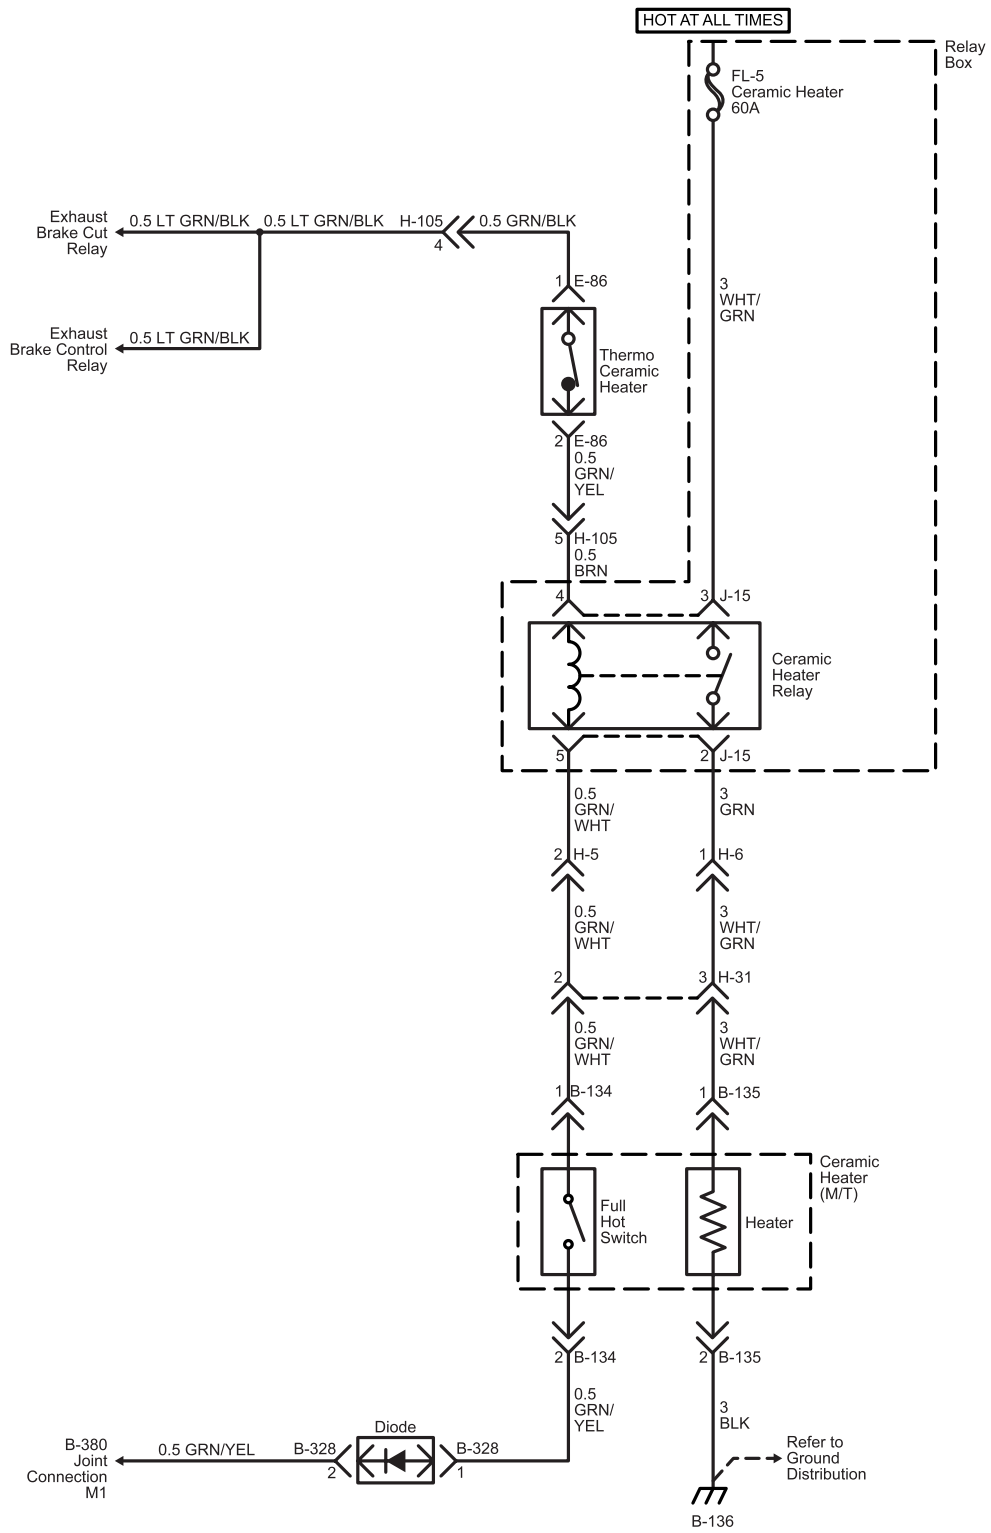 HOT AT ALL TIMES
Relay
Box
FL-5
Ceramic Heater
60A
Exhaust
Brake Cut
Relay
0.5 LT GRN/BLK
0.5 LT GRN/BLK
H-105
4
0.5 GRN/BLK
1 E-86
3
WHT/
GRN
Exhaust
Brake Control
Relay
0.5 LT GRN/BLK
Thermo
Ceramic
Heater
2 E-86
0.5
GRN/
YEL
5 H-105
0.5
BRN
4
3 J-15
Ceramic
Heater
Relay
5
2 J-15
0.5
GRN/
WHT
3
GRN
2 H-5
1 H-6
0.5
GRN/
WHT
3
WHT/
GRN
2
3 H-31
0.5
GRN/
WHT
3
WHT/
GRN
1 B-134
1 B-135
Ceramic
Heater
(M/T)
Full
Hot
Switch
Heater
2 B-134
2 B-135
0.5
GRN/
YEL
3
BLK
B-380
Joint
Connection
M1
0.5 GRN/YEL
B-328
2
Diode
B-328
1
Refer to
Ground
Distribution
B-136